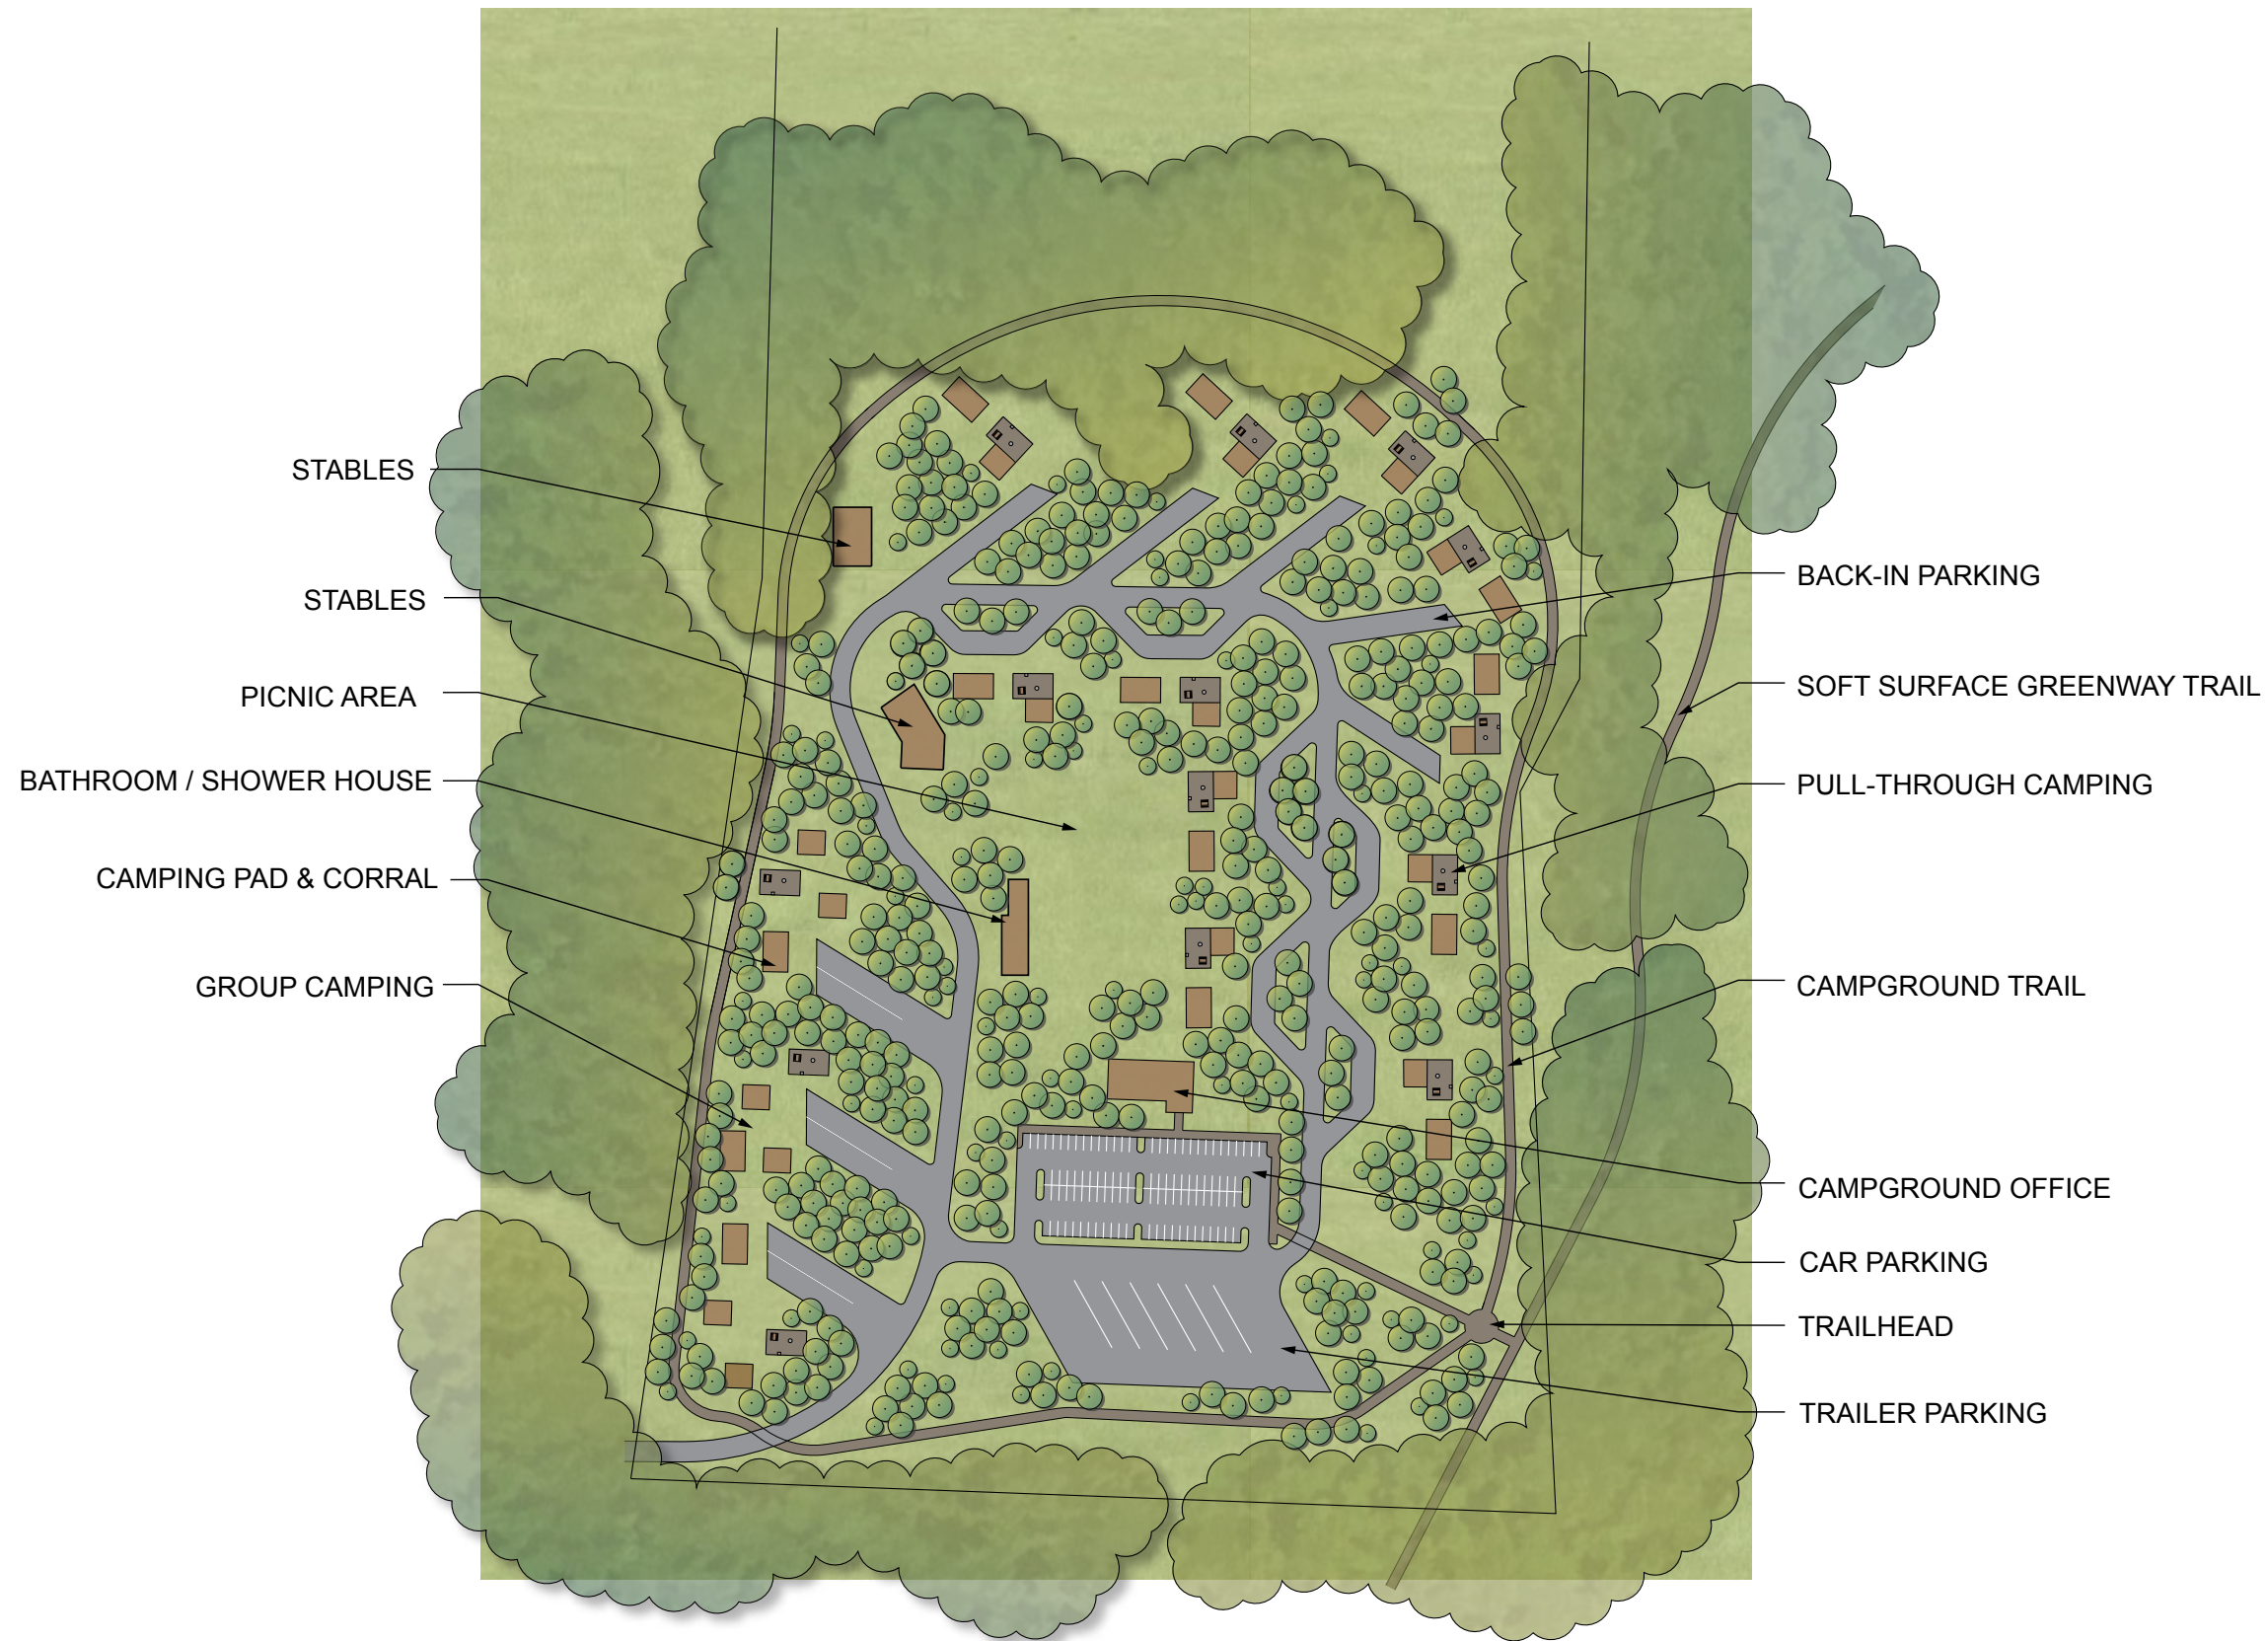 STABLES
STABLES
PICNIC AREA
BATHROOM / SHOWER HOUSE
CAMPING PAD & CORRAL
GROUP CAMPING
BACK-IN PARKING
SOFT SURFACE GREENWAY TRAIL
PULL-THROUGH CAMPING
CAMPGROUND TRAIL
CAMPGROUND OFFICE
CAR PARKING
TRAILHEAD
TRAILER PARKING